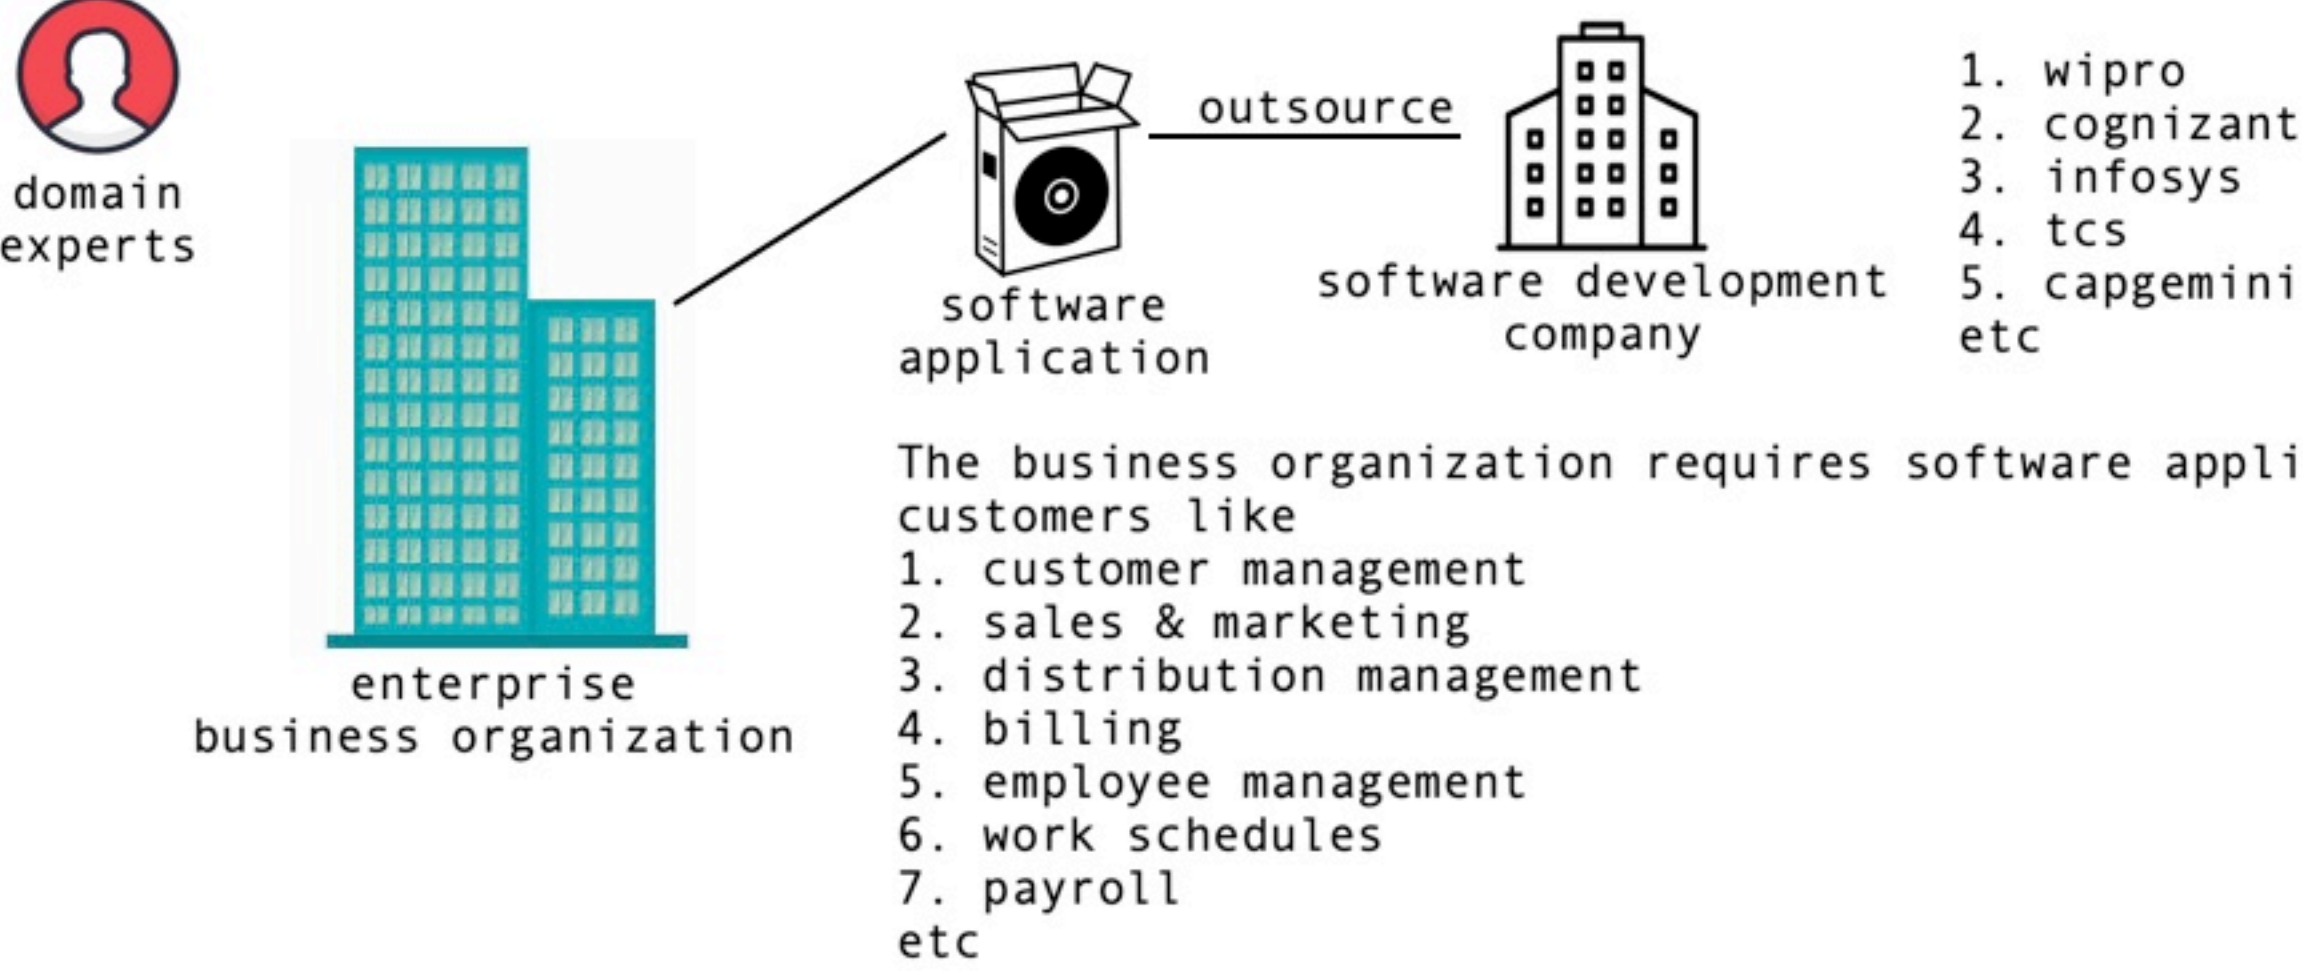 domain
experts
enterprise
business organization
software
application
outsource
software development
company
1. wipro
2. cognizant
3. infosys
4. tcs
5. capgemini
etc
The business organization requires software appli
customers like
1. customer management
2. sales & marketing
3. distribution management
4. billing
5. employee management
6. work schedules
7. payroll
etc